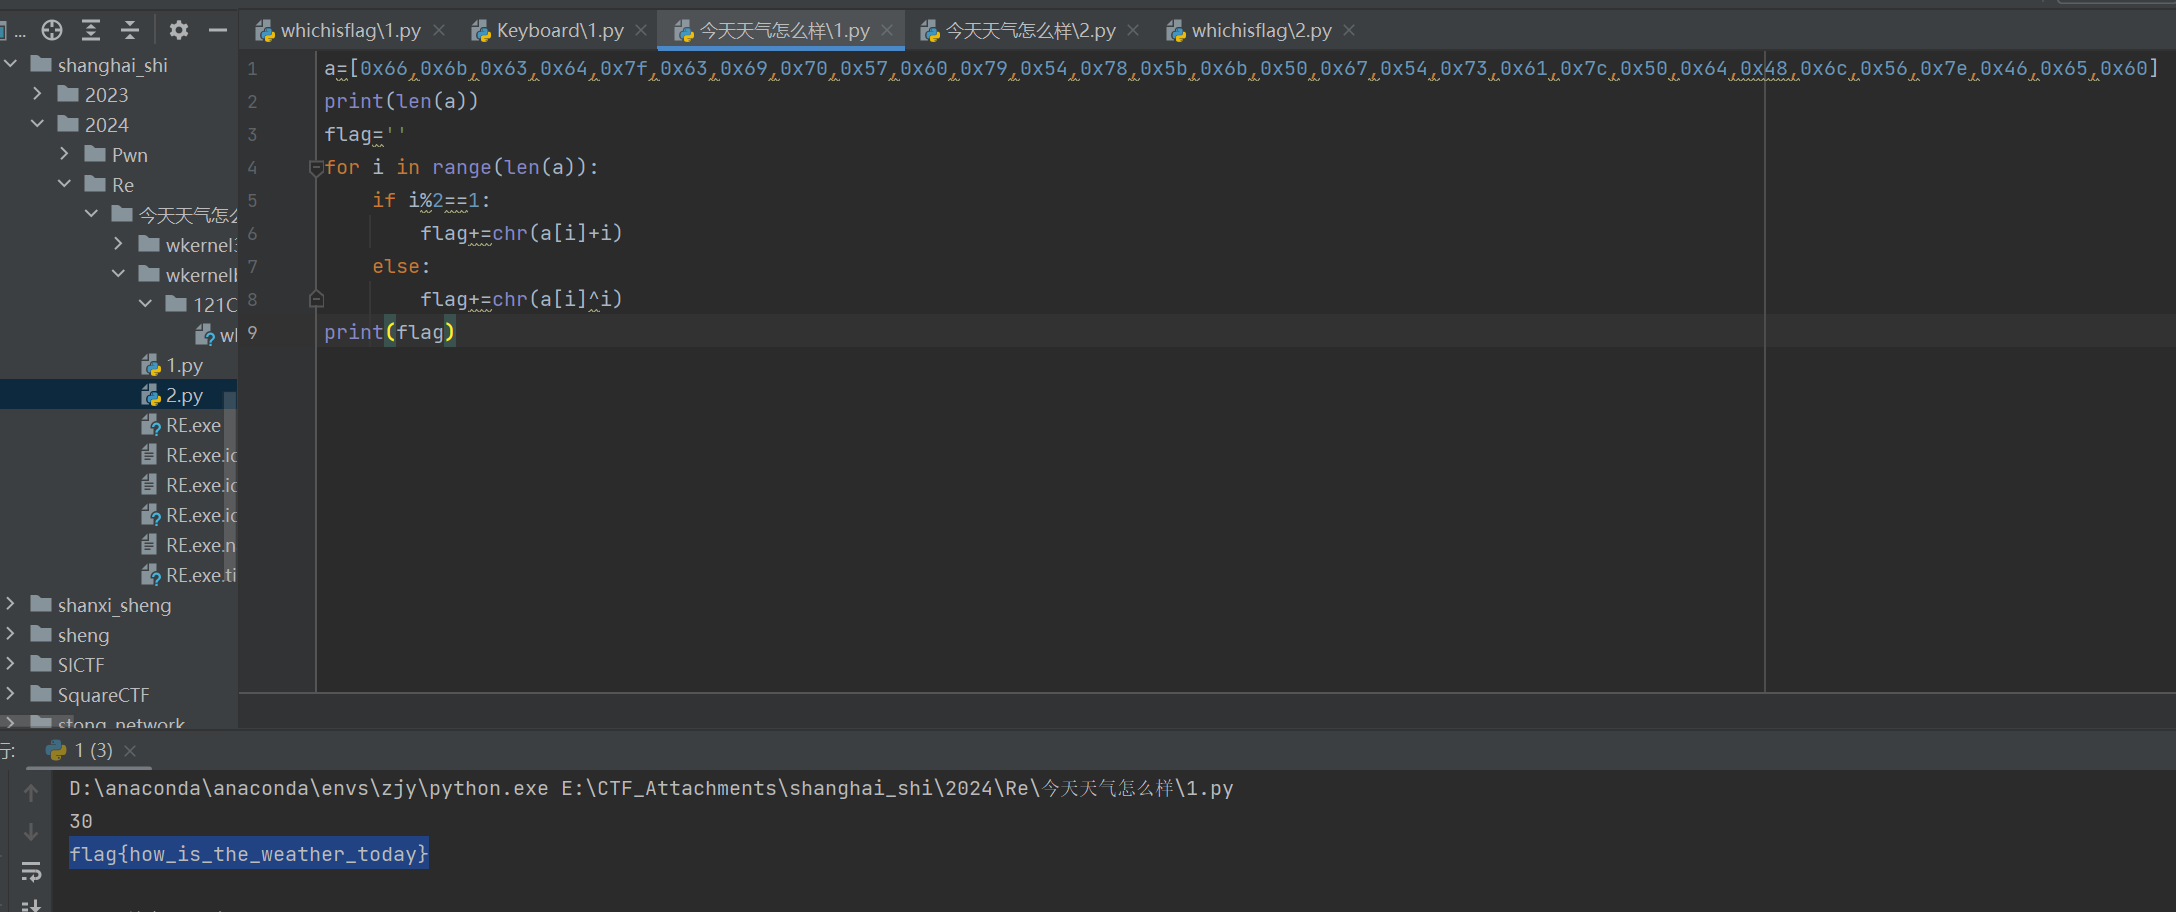 whichisflag\1.py
Keyboard\1.py
今天天气怎么样\1.py
今天天气怎么样\2.py
whichisflag\2.py
shanghai_shi
2023
2024
Pwn
Re
今天天气怎么
wkernel
wkernel
121C
1.py
2.py
RE.exe
RE.exe.i
RE.exe.i
RE.exe.i
RE.exe.n
RE.exe.ti
shanxi_sheng
sheng
SICTF
SquareCTF
stong_network
1 a=[0x66,0x6b,0x63,0x64,0x7f,0x63,0x69,0x70,0x57,0x60,0x79,0x54,0x78,0x5b,0x6b,0x50,0x67,0x54,0x73,0x61,0x7c,0x50,0x64,0x48,0x6c,0x56,0x7e,0x46,0x65,0x60]
2 print(len(a))
3 flag=''
4 for i in range(len(a)):
5     if i%2==1:
6         flag+=chr(a[i]+i)
7     else:
8         flag+=chr(a[i]^i)
9 print(flag)
行:
1 (3)
D:\anaconda\anaconda\envs\zjy\python.exe E:\CTF_Attachments\shanghai_shi\2024\Re\今天天气怎么样\1.py
30
flag{how_is_the_weather_today}